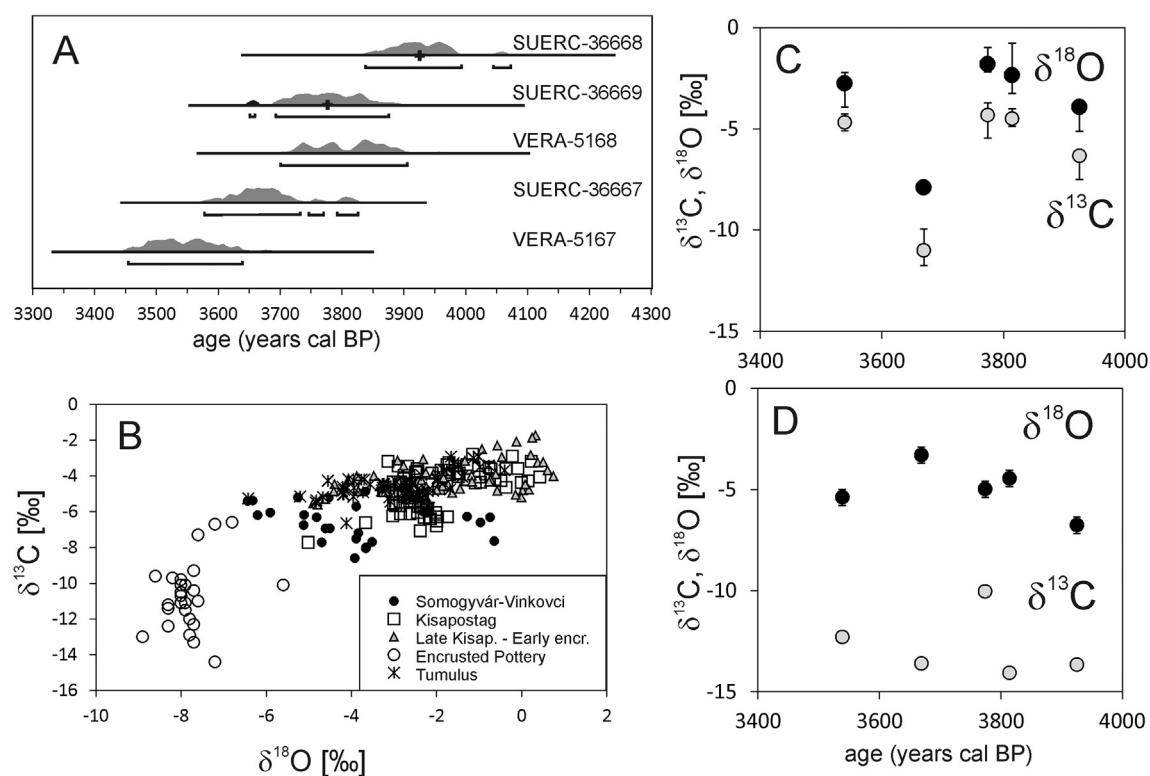 A
SUERC-36668
SUERC-36669
VERA-5168
SUERC-36667
VERA-5167
3300 3400 3500 3600 3700 3800 3900 4000 4100 4200 4300
age (years cal BP)
B
0
-2
-4
-6
-8
-10
-12
-14
-16
δ13C [‰]
Somogyvár-Vinkovci
Kisapostag
Late Kisap. - Early encr.
Encrusted Pottery
Tumulus
-10 -8 -6 -4 -2 0 2
δ18O [‰]
C
0
-5
-10
-15
δ13C, δ18O [‰]
δ18O
δ13C
3400 3600 3800 4000
D
0
-5
-10
-15
δ13C, δ18O [‰]
δ18O
δ13C
3400 3600 3800 4000
age (years cal BP)